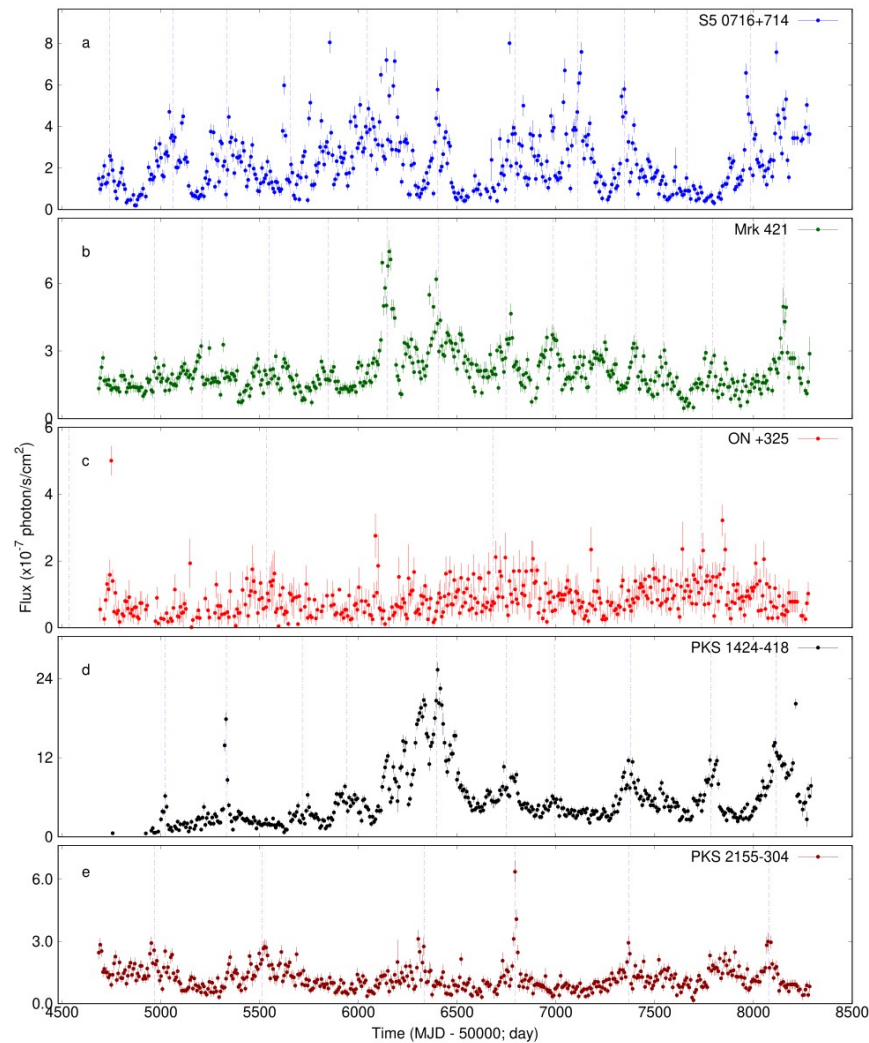 S5 0716+714
a
8
6
4
2
0
Mrk 421
b
6
3
0
ON +325
c
6
4
2
0
Flux (x10-7 photon/s/cm2)
PKS 1424-418
d
24
12
0
PKS 2155-304
e
6.0
3.0
0.0
4500 5000 5500 6000 6500 7000 7500 8000 8500
Time (MJD - 50000; day)